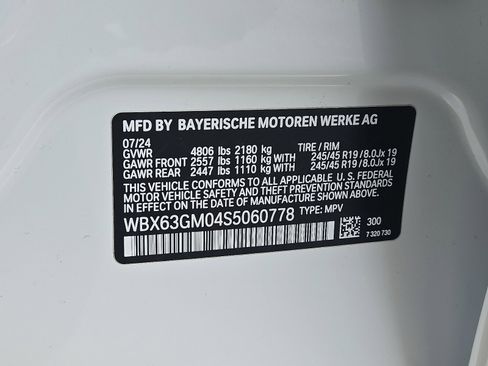 MFD BY BAYERISCHE MOTOREN WERKE AG
07/24
GVWR 4806 lbs 2180 kg TIRE / RIM
GAWR FRONT 2557 lbs 1160 kg WITH 245/45 R19 / 8.0Jx 19
GAWR REAR 2447 lbs 1110 kg WITH 245/45 R19 / 8.0Jx 19
THIS VEHICLE CONFORMS TO ALL APPLICABLE U. S. FEDERAL
MOTOR VEHICLE SAFETY AND THEFT PREVENTION STANDARDS
IN EFFECT ON THE DATE OF MANUFACTURE SHOWN ABOVE.
WBX63GM04S5060778 TYPE: MPV
300
7 320 730